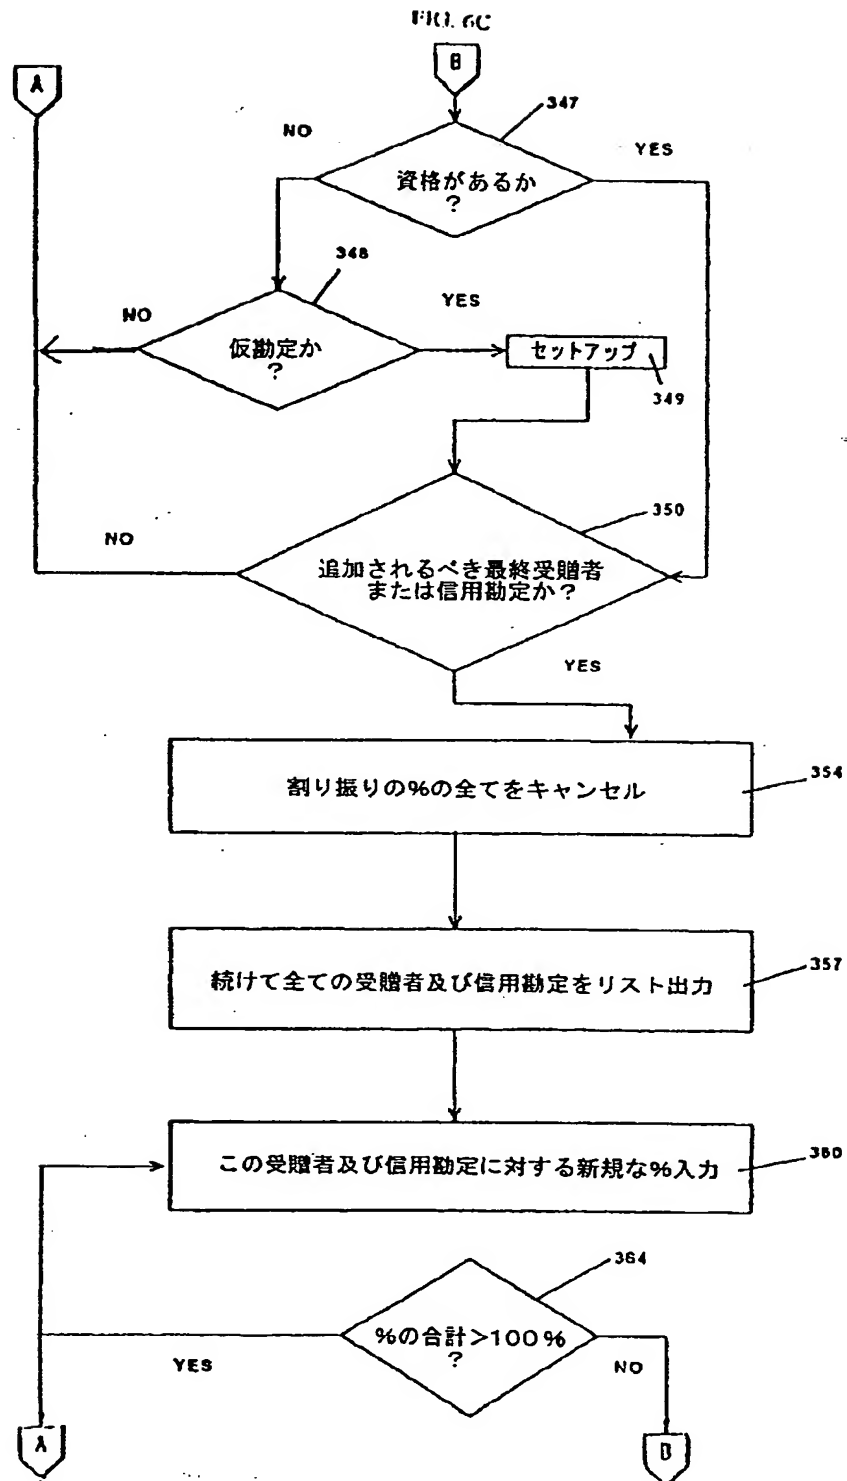 FIG. 6C
A
B
347
NO
YES
資格があるか
?
348
NO
YES
仮勘定か
?
セットアップ
349
350
NO
追加されるべき最終受贈者
または信用勘定か?
YES
割り振りの%の全てをキャンセル
354
続けて全ての受贈者及び信用勘定をリスト出力
357
この受贈者及び信用勘定に対する新規な%入力
360
364
%の合計>100%
?
YES
NO
A